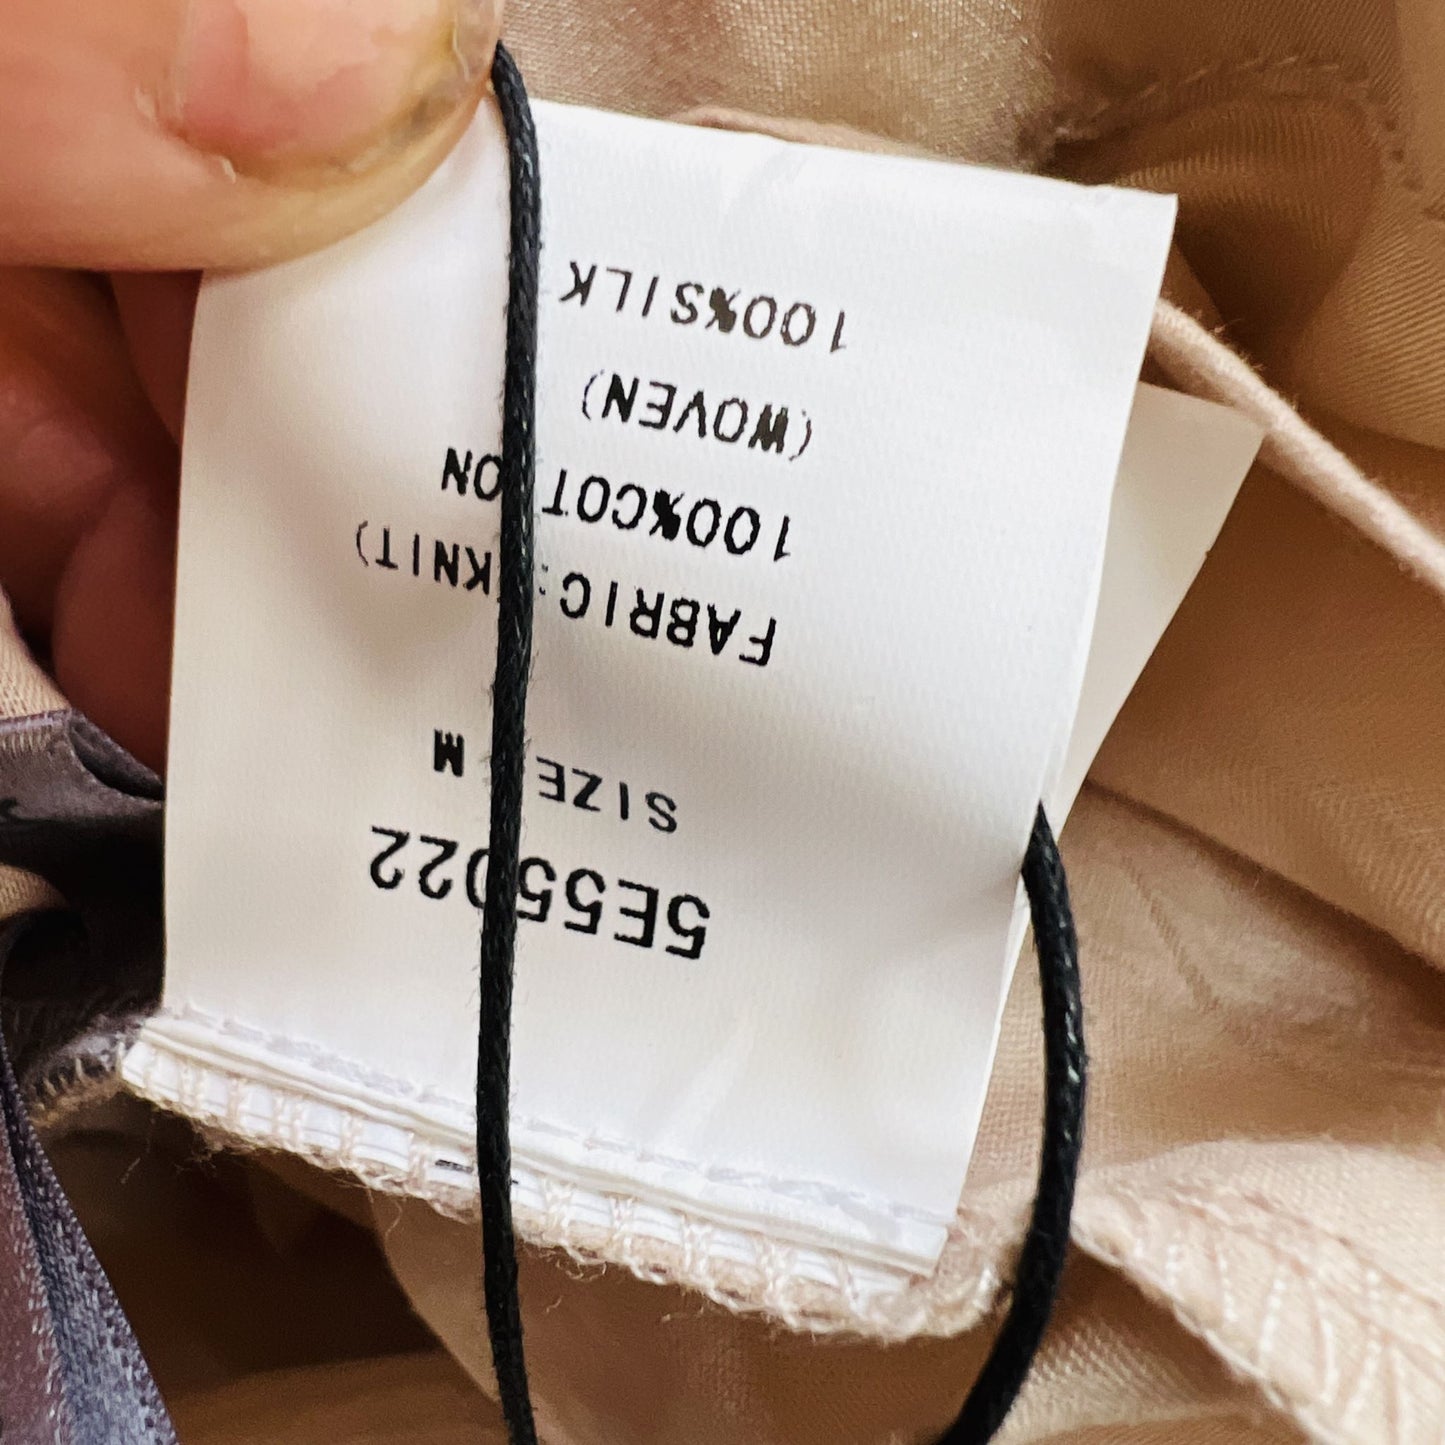 5E55022
SIZE M
FABRIC:(KNIT)
100%COTTON
(WOVEN)
100%SILK